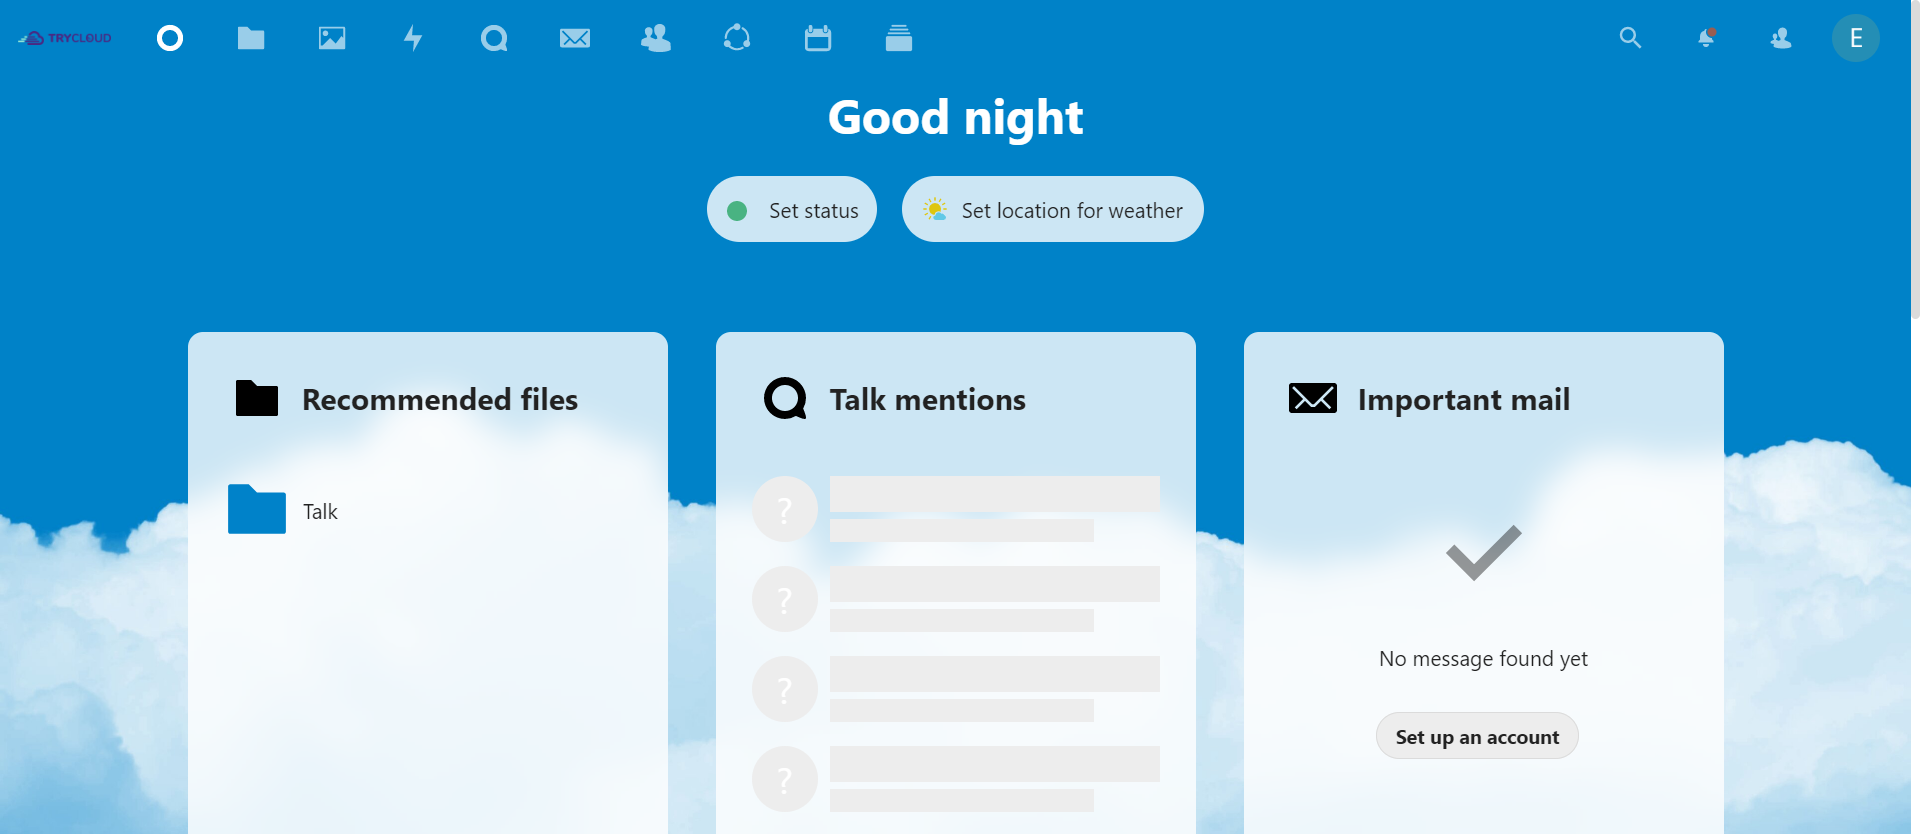 TRYCLOUD
E
Good night
Set status
Set location for weather
Recommended files
Talk mentions
Important mail
Talk
?
?
?
?
No message found yet
Set up an account